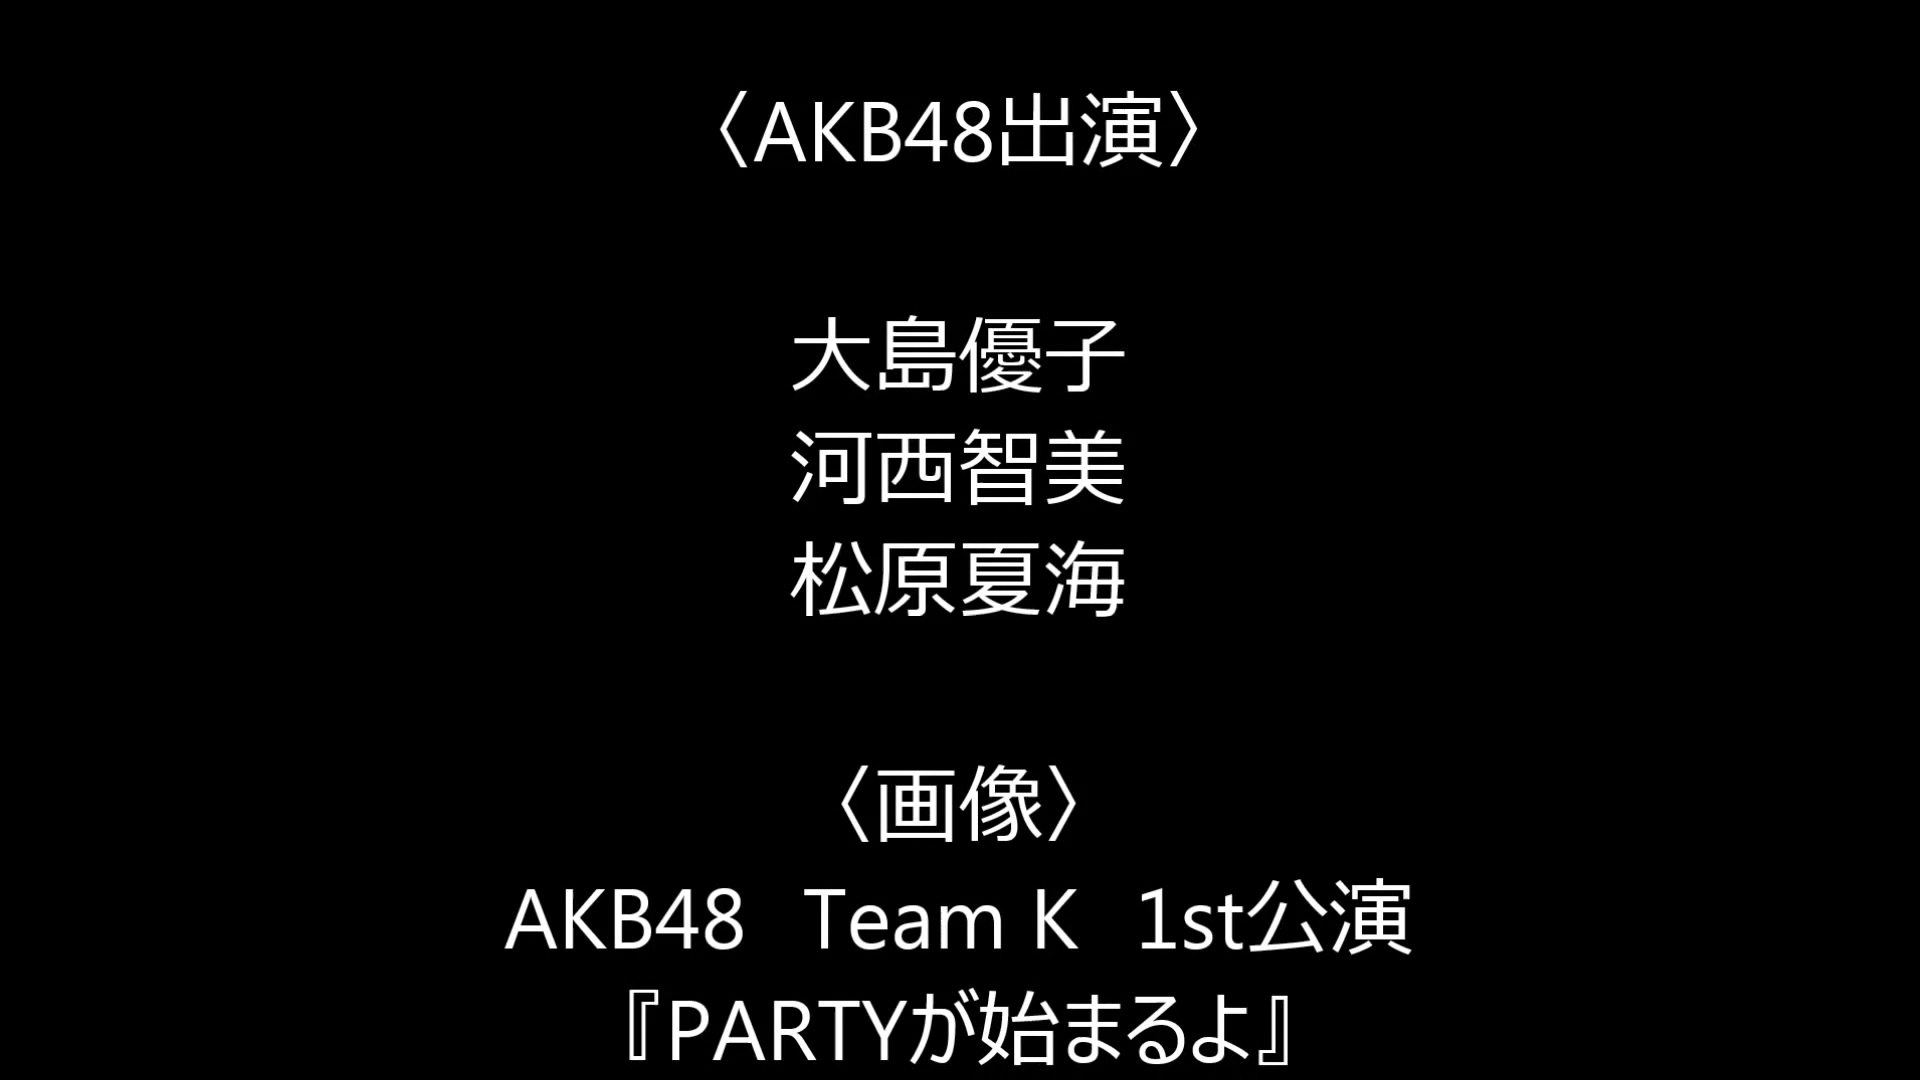 〈AKB48出演〉
大島優子
河西智美
松原夏海
〈画像〉
AKB48　Team K　1st公演
『PARTYが始まるよ』